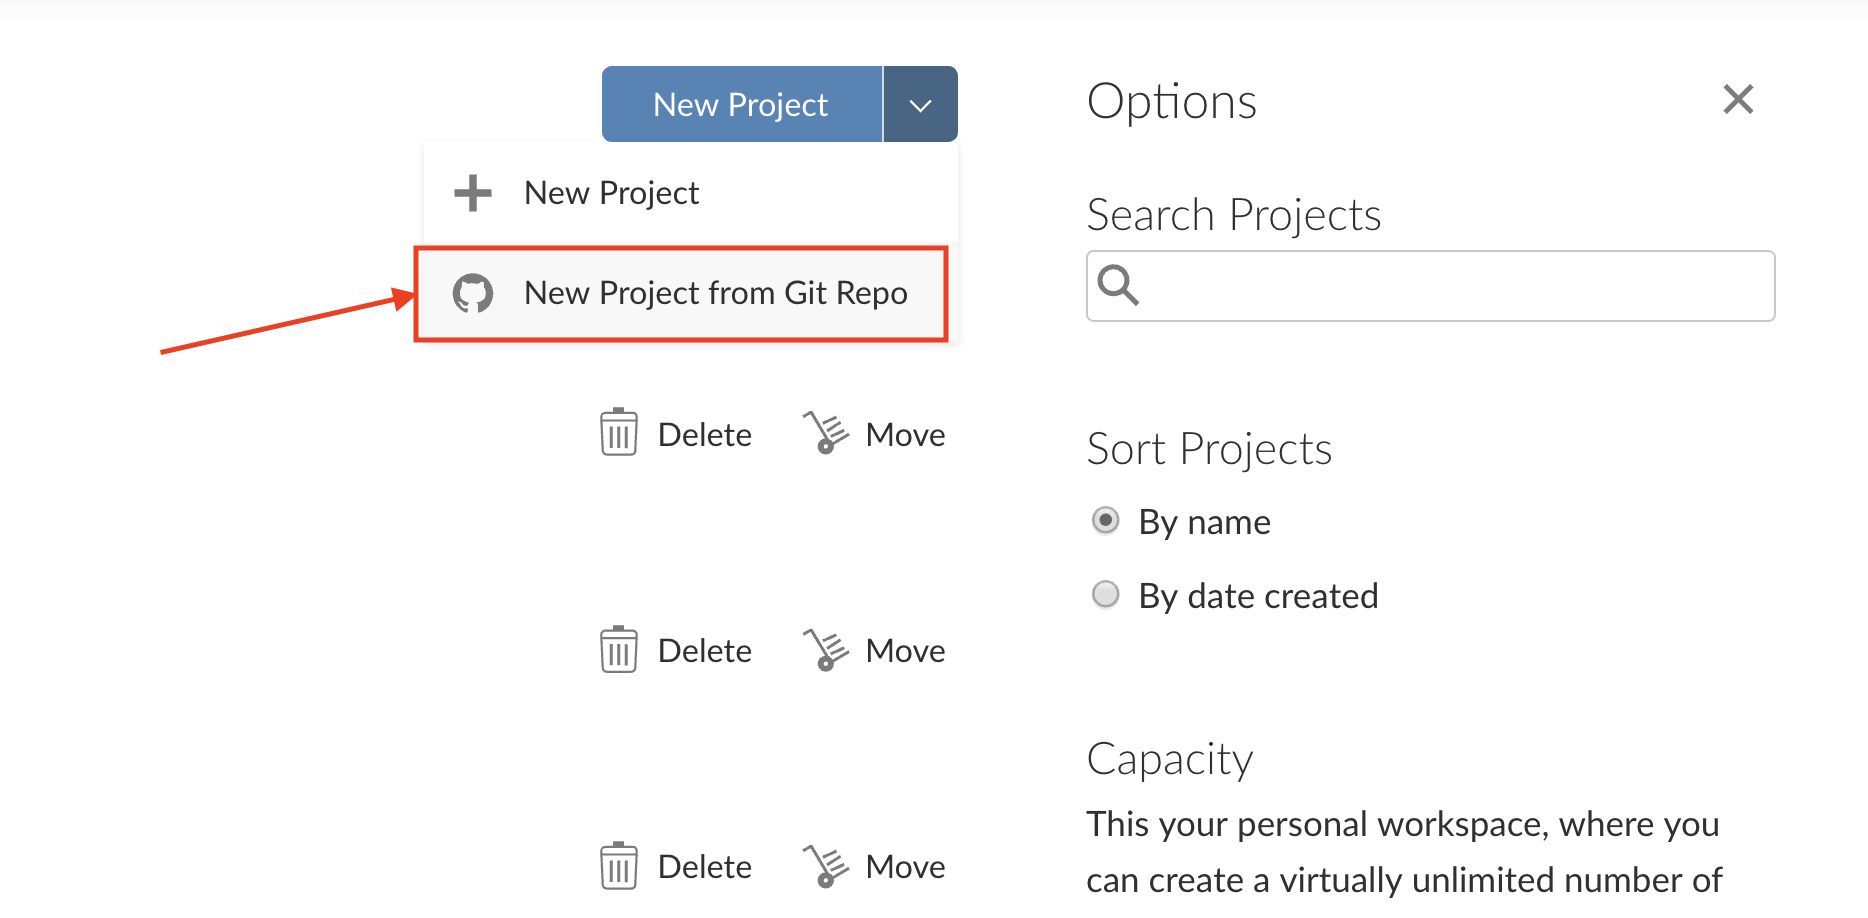 New Project
New Project
New Project from Git Repo
Delete
Move
Delete
Move
Delete
Move
Options
Search Projects
Sort Projects
By name
By date created
Capacity
This your personal workspace, where you
can create a virtually unlimited number of